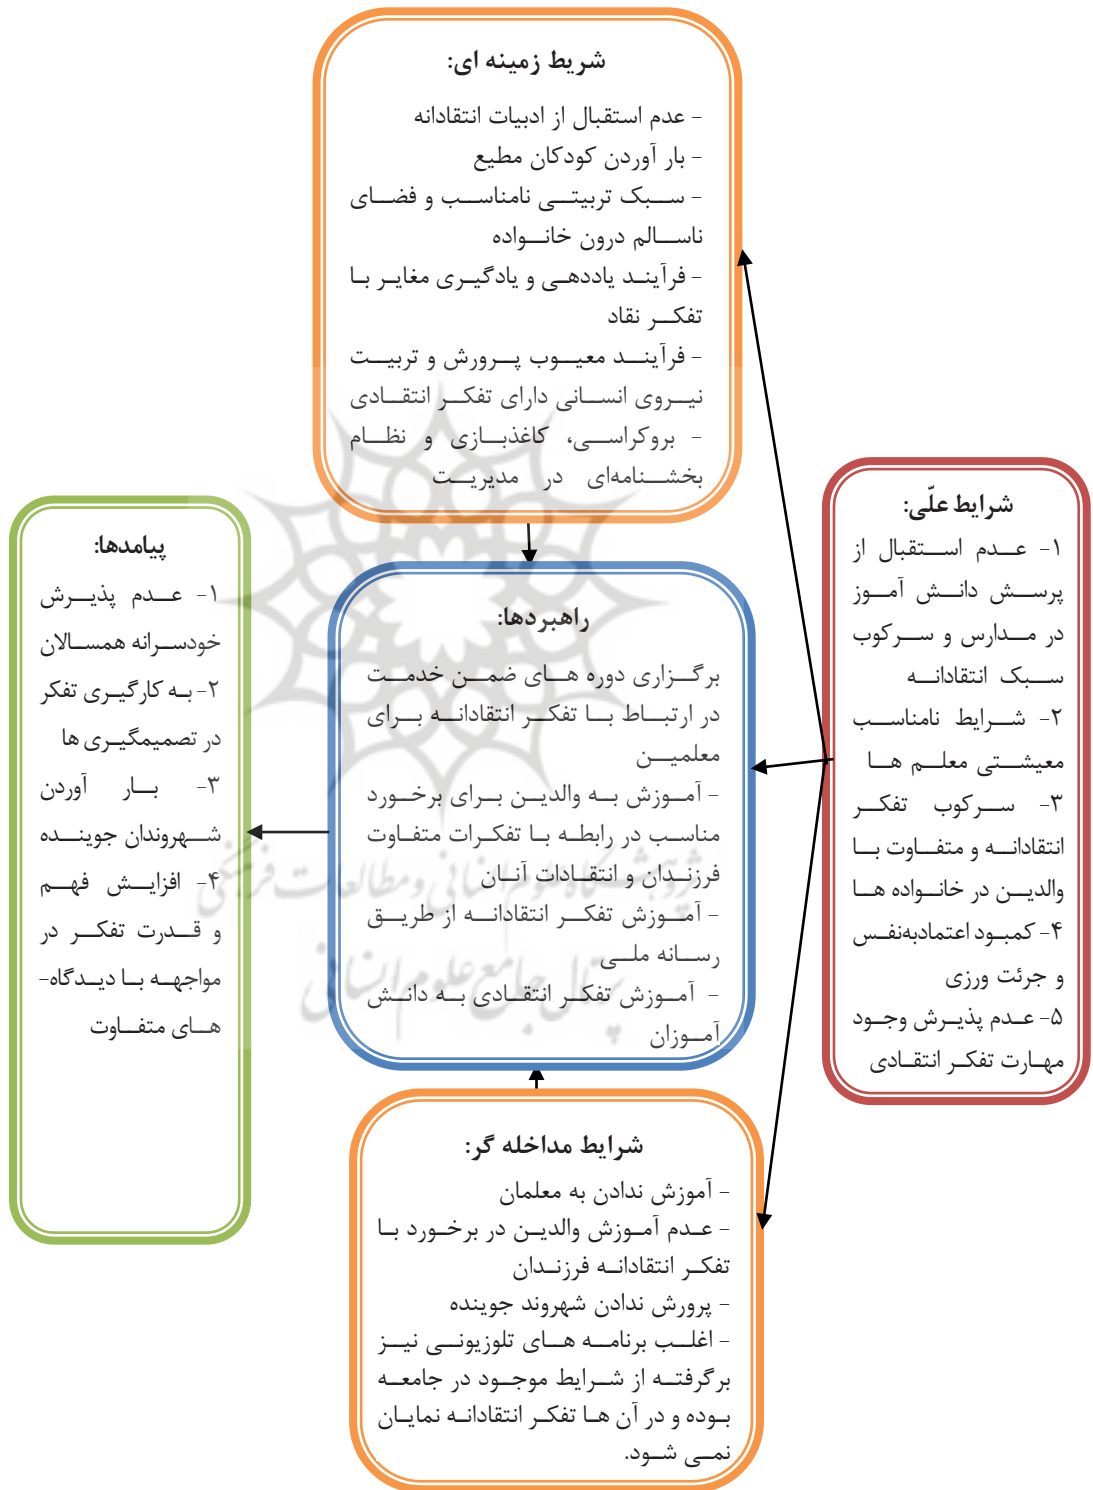 شریط زمینه ای:
- عدم استقبال از ادبیات انتقادانه
- بار آوردن کودکان مطیع
- سبک تربیتی نامناسب و فضای
ناسالم درون خانواده
- فرآیند یاددهی و یادگیری مغایر با
تفکر نقاد
- فرآیند معیوب پرورش و تربیت
نیروی انسانی دارای تفکر انتقادی
- بروکراسی، کاغذبازی و نظام
بخشنامه‌ای در مدیریت
شرایط علّی:
۱- عدم استقبال از
پرسش دانش آموز
در مدارس و سرکوب
سبک انتقادانه
۲- شرایط نامناسب
معیشتی معلم ها
۳- سرکوب تفکر
انتقادانه و متفاوت با
والدین در خانواده ها
۴- کمبود اعتمادبه‌نفس
و جرئت ورزی
۵- عدم پذیرش وجود
مهارت تفکر انتقادی
راهبردها:
برگزاری دوره های ضمن خدمت
در ارتباط با تفکر انتقادانه برای
معلمین
- آموزش به والدین برای برخورد
مناسب در رابطه با تفکرات متفاوت
فرزندان و انتقادات آنان
- آموزش تفکر انتقادانه از طریق
رسانه ملی
- آموزش تفکر انتقادی به دانش
آموزان
پیامدها:
۱- عدم پذیرش
خودسرانه همسالان
۲- به کارگیری تفکر
در تصمیمگیری ها
۳- بار آوردن
شهروندان جوینده
۴- افزایش فهم
و قدرت تفکر در
مواجهه با دیدگاه-
های متفاوت
شرایط مداخله گر:
- آموزش ندادن به معلمان
- عدم آموزش والدین در برخورد با
تفکر انتقادانه فرزندان
- پرورش ندادن شهروند جوینده
- اغلب برنامه های تلوزیونی نیز
برگرفته از شرایط موجود در جامعه
بوده و در آن ها تفکر انتقادانه نمایان
نمی شود.
پژوهشگاه علوم انسانی و مطالعات فرهنگی
پرتال جامع علوم انسانی